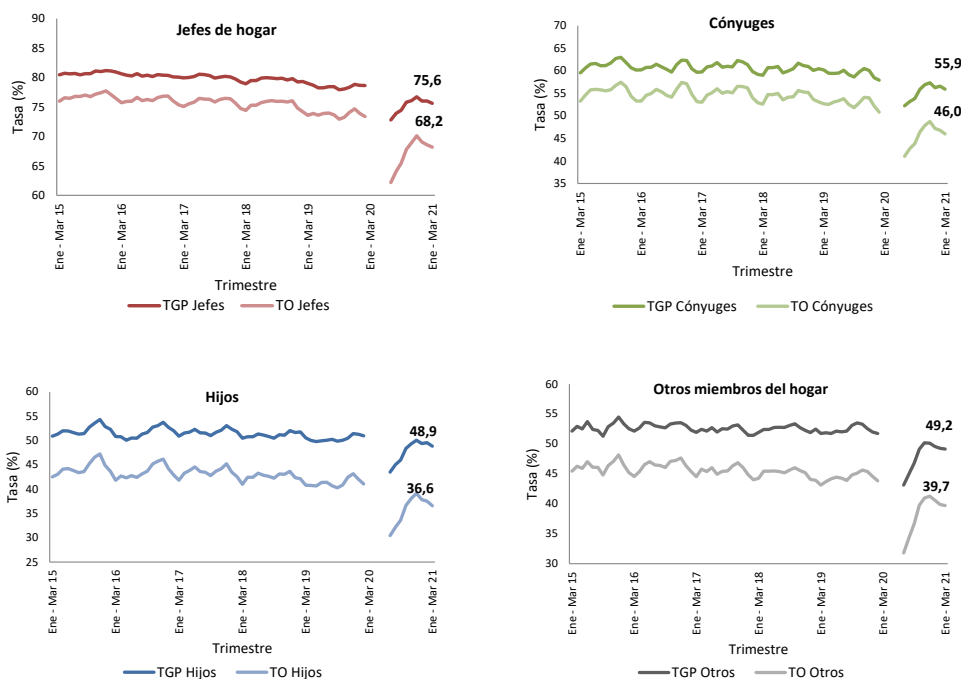 Jefes de hogar
Tasa (%)
90
85
80
75
70
65
60
75,6
68,2
Ene - Mar 15
Ene - Mar 16
Ene - Mar 17
Ene - Mar 18
Ene - Mar 19
Ene - Mar 20
Ene - Mar 21
Trimestre
TGP Jefes
TO Jefes
Cónyuges
Tasa (%)
70
65
60
55
50
45
40
35
55,9
46,0
Ene - Mar 15
Ene - Mar 16
Ene - Mar 17
Ene - Mar 18
Ene - Mar 19
Ene - Mar 20
Ene - Mar 21
Trimestre
TGP Cónyuges
TO Cónyuges
Hijos
Tasa (%)
60
55
50
45
40
35
30
25
48,9
36,6
Ene - Mar 15
Ene - Mar 16
Ene - Mar 17
Ene - Mar 18
Ene - Mar 19
Ene - Mar 20
Ene - Mar 21
Trimestre
TGP Hijos
TO Hijos
Otros miembros del hogar
Tasa (%)
60
55
50
45
40
35
30
49,2
39,7
Ene - Mar 15
Ene - Mar 16
Ene - Mar 17
Ene - Mar 18
Ene - Mar 19
Ene - Mar 20
Ene - Mar 21
Trimestre
TGP Otros
TO Otros